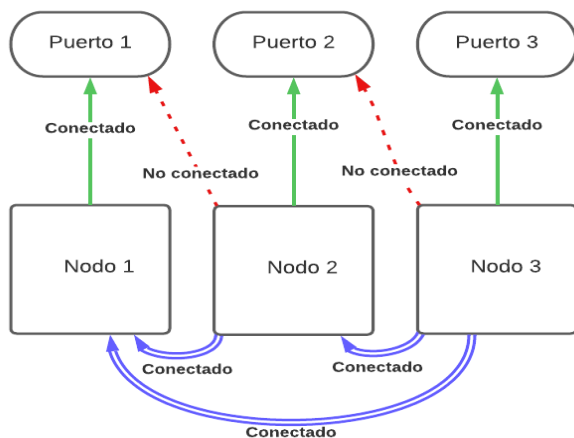 Puerto 1
Puerto 2
Puerto 3
Conectado
Conectado
Conectado
No conectado
No conectado
Nodo 1
Nodo 2
Nodo 3
Conectado
Conectado
Conectado